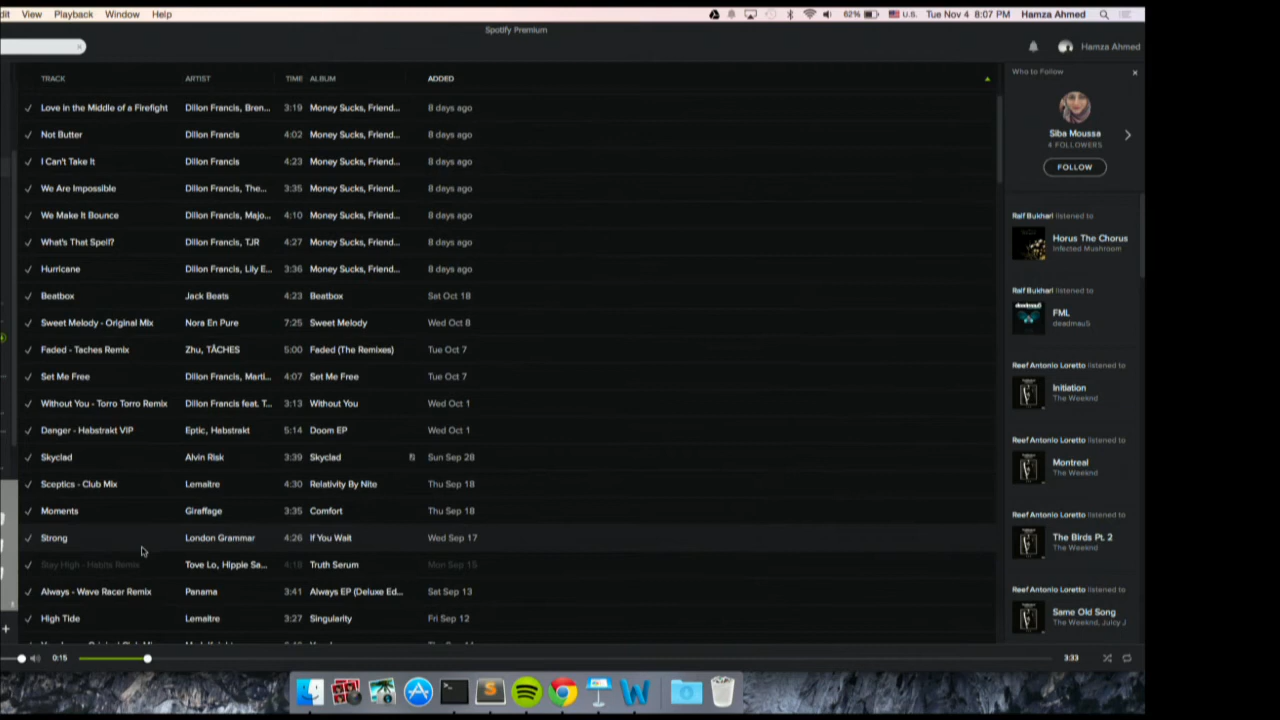 dit View Playback Window Help 62% U.S. Tue Nov 4 8:07 PM Hamza Ahmed
Spotify Premium
Hamza Ahmed
TRACK ARTIST TIME ALBUM ADDED
Love in the Middle of a Firefight Dillon Francis, Bren... 3:19 Money Sucks, Friend... 8 days ago
Not Butter Dillon Francis 4:02 Money Sucks, Friend... 8 days ago
I Can't Take It Dillon Francis 4:23 Money Sucks, Friend... 8 days ago
We Are Impossible Dillon Francis, The... 3:35 Money Sucks, Friend... 8 days ago
We Make It Bounce Dillon Francis, Majo... 4:10 Money Sucks, Friend... 8 days ago
What's That Spell? Dillon Francis, TJR 4:27 Money Sucks, Friend... 8 days ago
Hurricane Dillon Francis, Lily E... 3:36 Money Sucks, Friend... 8 days ago
Beatbox Jack Beats 4:23 Beatbox Sat Oct 18
Sweet Melody - Original Mix Nora En Pure 7:25 Sweet Melody Wed Oct 8
Faded - Taches Remix Zhu, TÂCHES 5:00 Faded (The Remixes) Tue Oct 7
Set Me Free Dillon Francis, Marti... 4:07 Set Me Free Tue Oct 7
Without You - Torro Torro Remix Dillon Francis feat. T... 3:13 Without You Wed Oct 1
Danger - Habstrakt VIP Eptic, Habstrakt 5:14 Doom EP Wed Oct 1
Skyclad Alvin Risk 3:39 Skyclad Sun Sep 28
Sceptics - Club Mix Lemaitre 4:30 Relativity By Nite Thu Sep 18
Moments Giraffage 3:35 Comfort Thu Sep 18
Strong London Grammar 4:26 If You Wait Wed Sep 17
Stay High - Habits Remix Tove Lo, Hippie Sa... 4:18 Truth Serum Mon Sep 15
Always - Wave Racer Remix Panama 3:41 Always EP (Deluxe Ed... Sat Sep 13
High Tide Lemaitre 3:27 Singularity Fri Sep 12
0:15 3:33
Who to Follow
Siba Moussa
4 FOLLOWERS
FOLLOW
Ralf Bukhari listened to
Horus The Chorus
Infected Mushroom
Ralf Bukhari listened to
FML
deadmau5
Reef Antonio Loretto listened to
Initiation
The Weeknd
Reef Antonio Loretto listened to
Montreal
The Weeknd
Reef Antonio Loretto listened to
The Birds Pt. 2
The Weeknd
Reef Antonio Loretto listened to
Same Old Song
The Weeknd, Juicy J